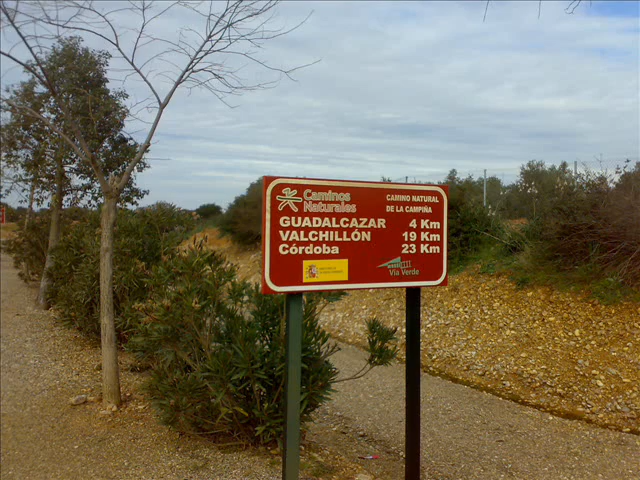 Caminos
Naturales
CAMINO NATURAL
DE LA CAMPIÑA
GUADALCAZAR 4 Km
VALCHILLÓN 19 Km
Córdoba 23 Km
Vía Verde